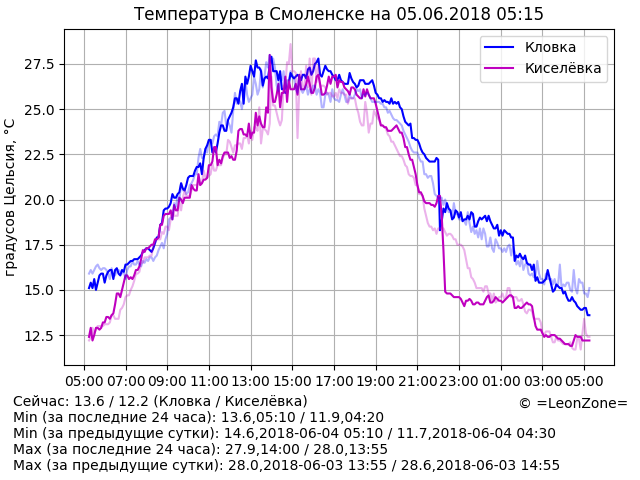 Температура в Смоленске на 05.06.2018 05:15
Кловка
Киселёвка
градусов Цельсия, °C
27.5
25.0
22.5
20.0
17.5
15.0
12.5
05:00 07:00 09:00 11:00 13:00 15:00 17:00 19:00 21:00 23:00 01:00 03:00 05:00
Сейчас: 13.6 / 12.2 (Кловка / Киселёвка)
© =LeonZone=
Min (за последние 24 часа): 13.6,05:10 / 11.9,04:20
Min (за предыдущие сутки): 14.6,2018-06-04 05:10 / 11.7,2018-06-04 04:30
Max (за последние 24 часа): 27.9,14:00 / 28.0,13:55
Max (за предыдущие сутки): 28.0,2018-06-03 13:55 / 28.6,2018-06-03 14:55